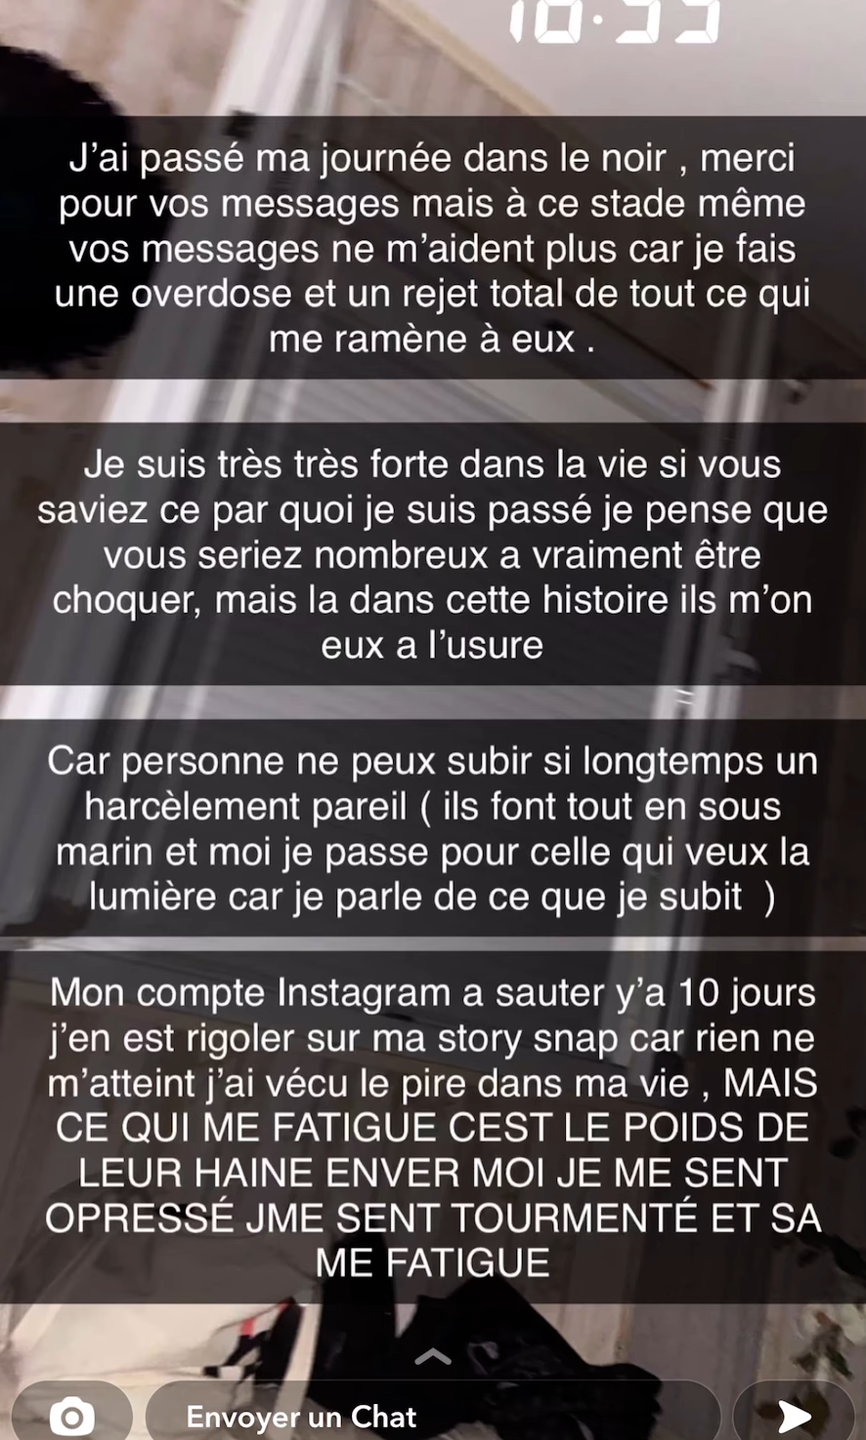 J'ai passé ma journée dans le noir , merci
pour vos messages mais à ce stade même
vos messages ne m'aident plus car je fais
une overdose et un rejet total de tout ce qui
me ramène à eux .
Je suis très très forte dans la vie si vous
saviez ce par quoi je suis passé je pense que
vous seriez nombreux a vraiment être
choquer, mais la dans cette histoire ils m'on
eux a l'usure
Car personne ne peux subir si longtemps un
harcèlement pareil ( ils font tout en sous
marin et moi je passe pour celle qui veux la
lumière car je parle de ce que je subit  )
Mon compte Instagram a sauter y'a 10 jours
j'en est rigoler sur ma story snap car rien ne
m'atteint j'ai vécu le pire dans ma vie , MAIS
CE QUI ME FATIGUE CEST LE POIDS DE
LEUR HAINE ENVER MOI JE ME SENT
OPRESSÉ JME SENT TOURMENTÉ ET SA
ME FATIGUE
Envoyer un Chat